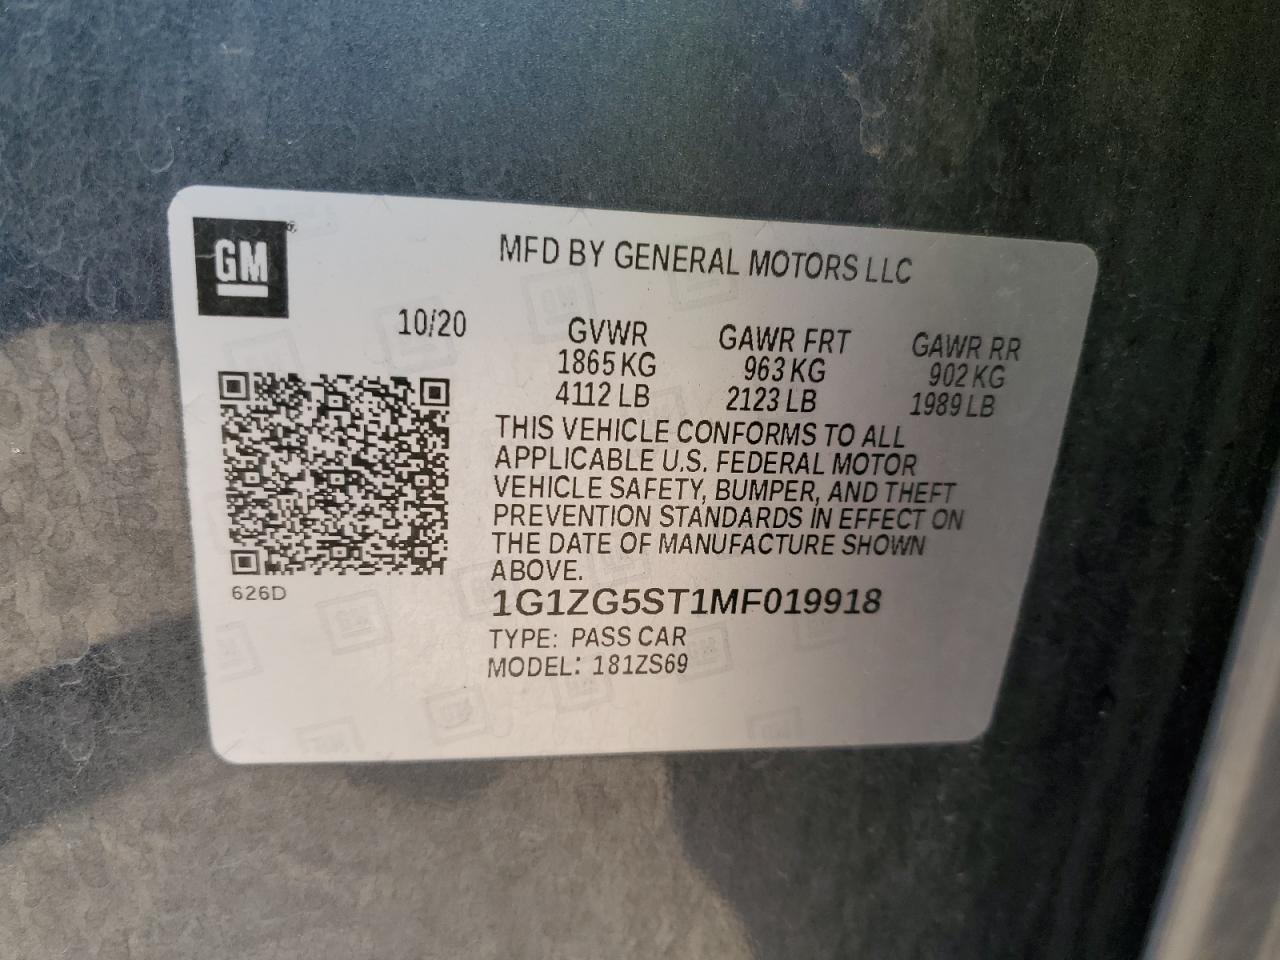 GM
MFD BY GENERAL MOTORS LLC
10/20
GVWR GAWR FRT GAWR RR
1865 KG 963 KG 902 KG
4112 LB 2123 LB 1989 LB
THIS VEHICLE CONFORMS TO ALL
APPLICABLE U.S. FEDERAL MOTOR
VEHICLE SAFETY, BUMPER, AND THEFT
PREVENTION STANDARDS IN EFFECT ON
THE DATE OF MANUFACTURE SHOWN
ABOVE.
626D
1G1ZG5ST1MF019918
TYPE: PASS CAR
MODEL: 181ZS69